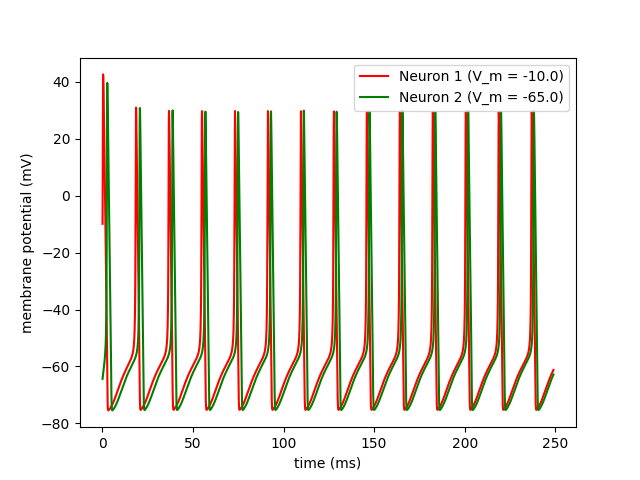 Neuron 1 (V_m = -10.0)
Neuron 2 (V_m = -65.0)
40
20
0
−20
−40
−60
−80
membrane potential (mV)
0 50 100 150 200 250
time (ms)